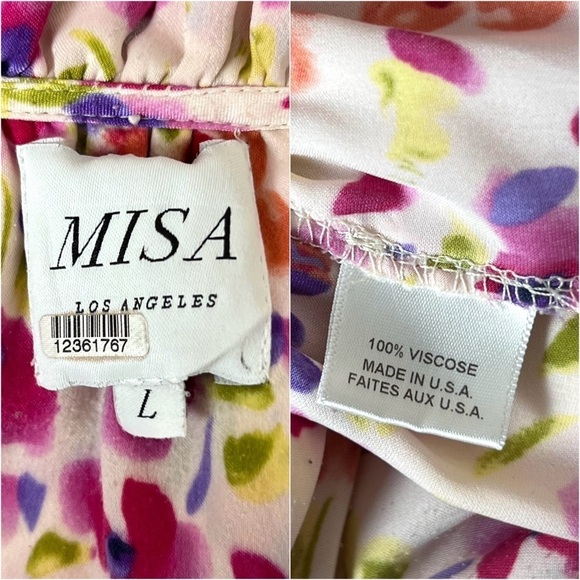 MISA
LOS ANGELES
12361767
L
100% VISCOSE
MADE IN U.S.A.
FAITES AUX U.S.A.